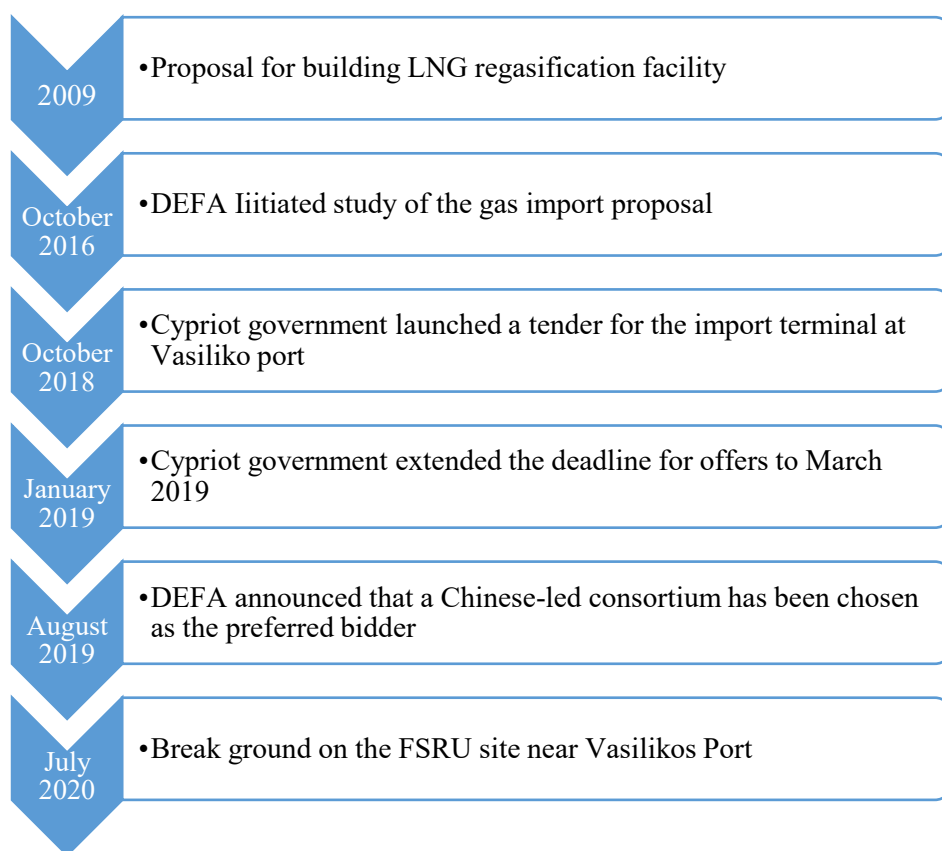 2009
•Proposal for building LNG regasification facility
October
2016
•DEFA Iiitiated study of the gas import proposal
October
2018
•Cypriot government launched a tender for the import terminal at
Vasiliko port
January
2019
•Cypriot government extended the deadline for offers to March
2019
August
2019
•DEFA announced that a Chinese-led consortium has been chosen
as the preferred bidder
July
2020
•Break ground on the FSRU site near Vasilikos Port